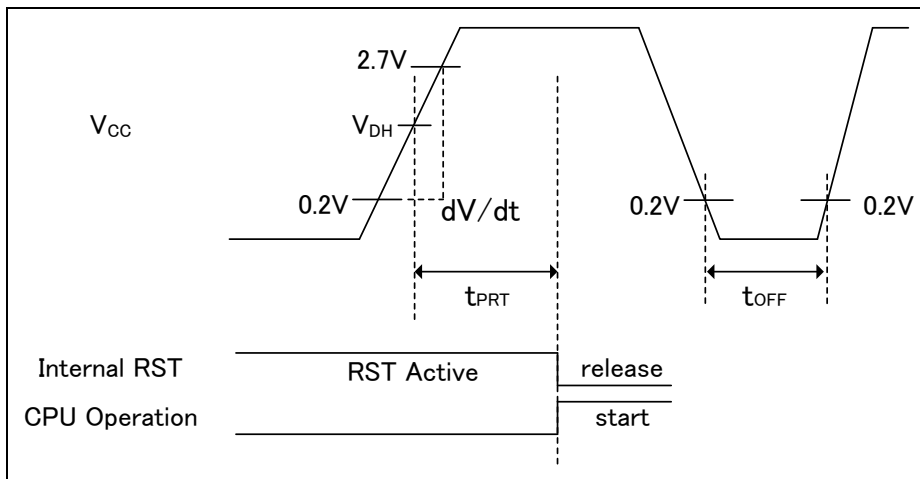 2.7V
VCC
VDH
0.2V
dV/dt
0.2V
0.2V
tPRT
tOFF
Internal RST
RST Active
release
CPU Operation
start